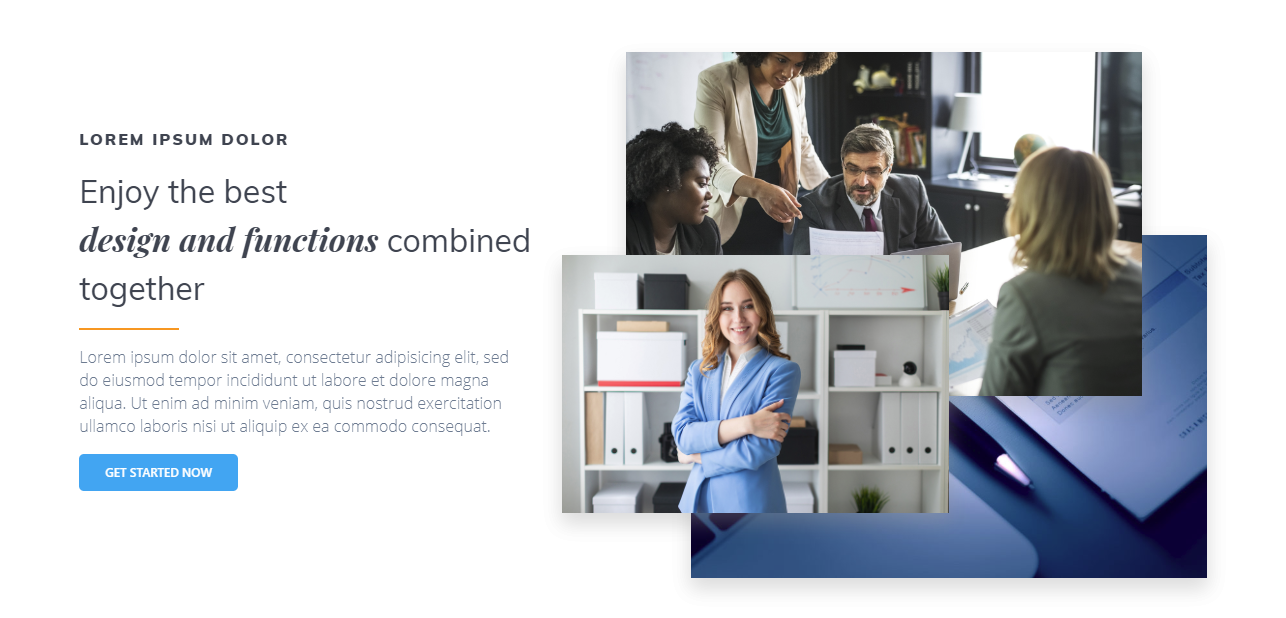 LOREM IPSUM DOLOR
Enjoy the best
design and functions combined
together
Lorem ipsum dolor sit amet, consectetur adipisicing elit, sed
do eiusmod tempor incididunt ut labore et dolore magna
aliqua. Ut enim ad minim veniam, quis nostrud exercitation
ullamco laboris nisi ut aliquip ex ea commodo consequat.
GET STARTED NOW